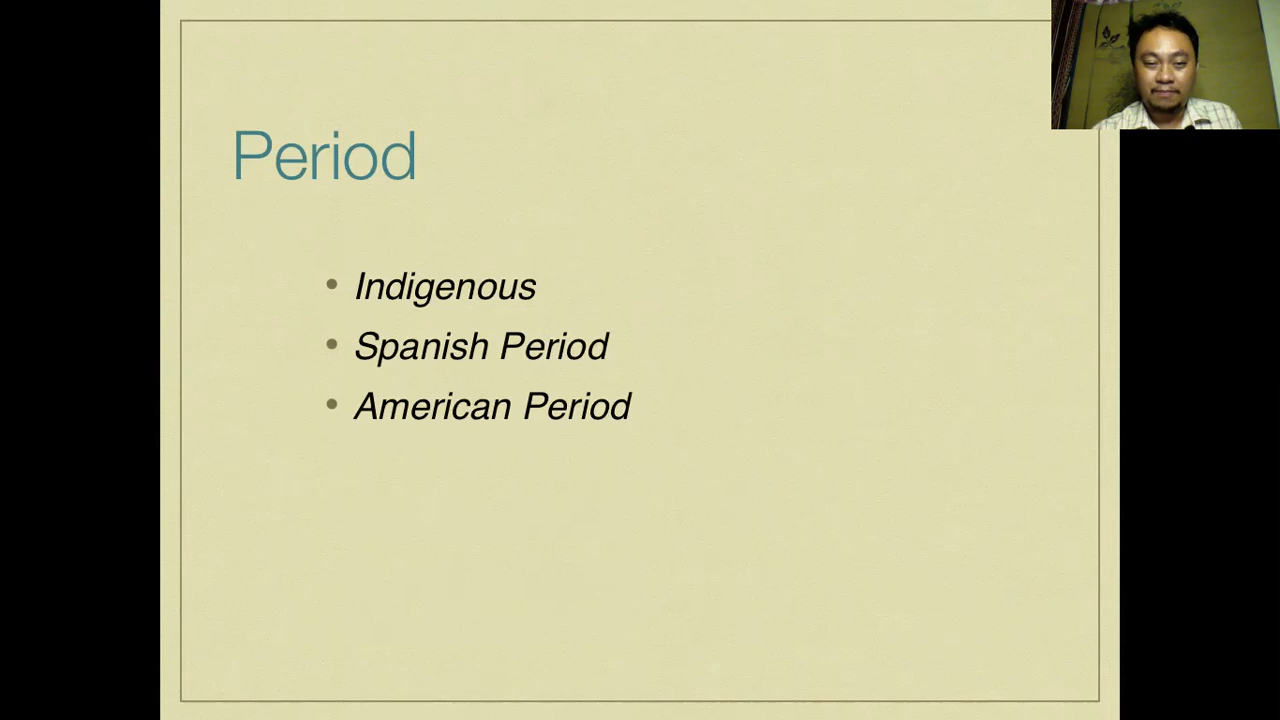 Period
• Indigenous
• Spanish Period
• American Period